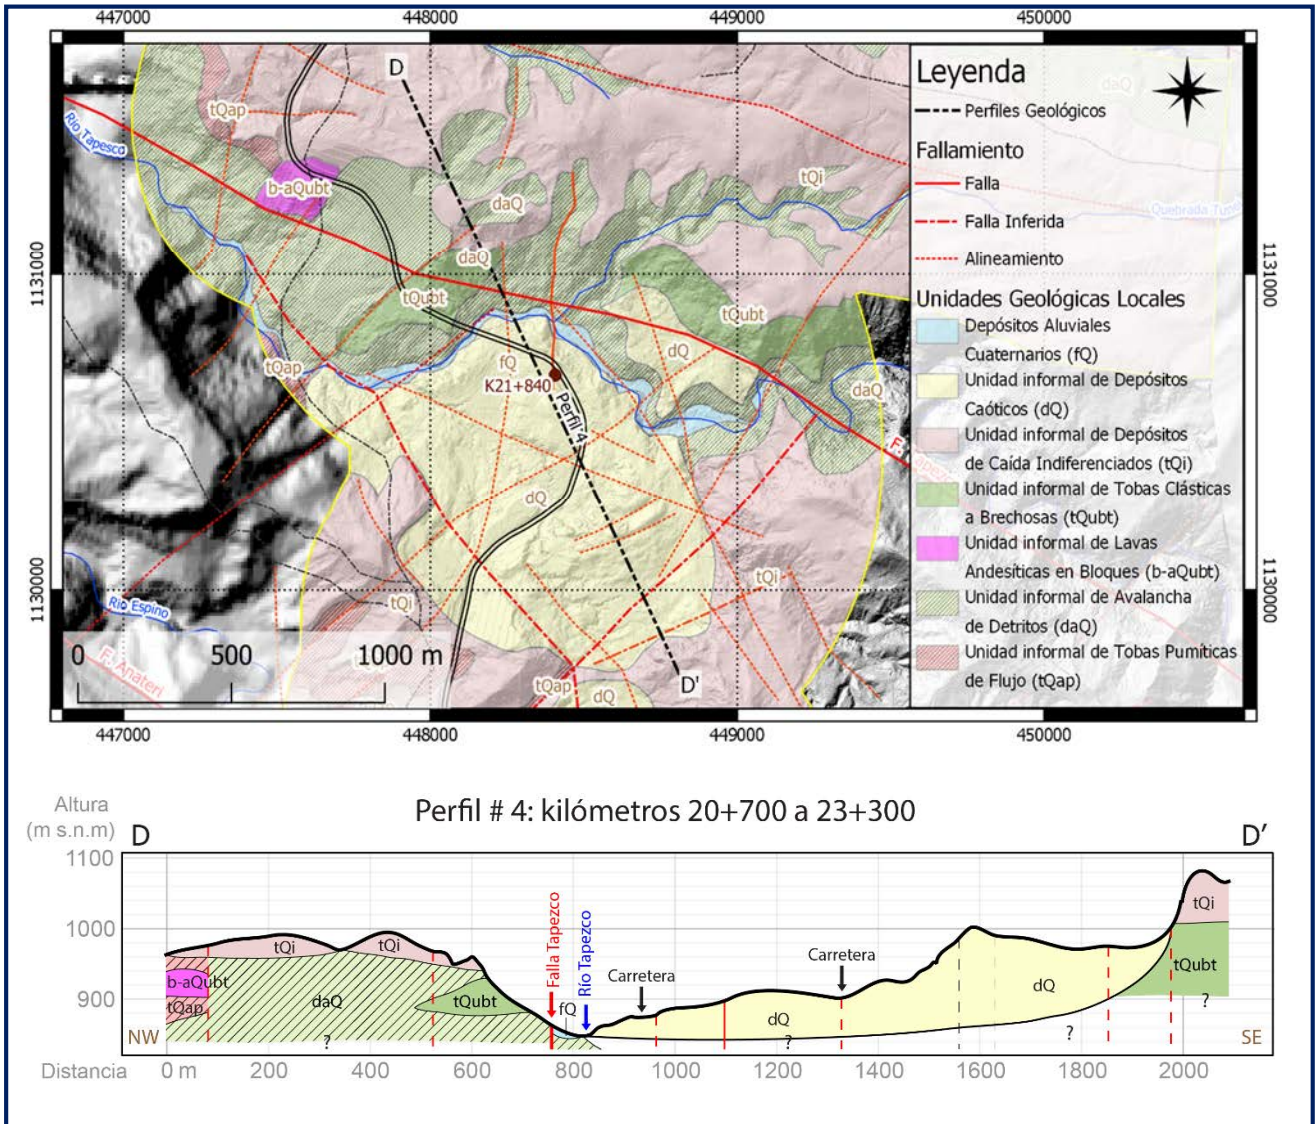 447000 448000 449000 450000
Leyenda
Perfiles Geológicos
Fallamiento
Falla
Falla Inferida
Alineamiento
Unidades Geológicas Locales
Depósitos Aluviales
Cuaternarios (fQ)
Unidad informal de Depósitos
Caóticos (dQ)
Unidad informal de Depósitos
de Caída Indiferenciados (tQi)
Unidad informal de Tobas Clásticas
a Brechosas (tQubt)
Unidad informal de Lavas
Andesíticas en Bloques (b-aQubt)
Unidad informal de Avalancha
de Detritos (daQ)
Unidad informal de Tobas Pumíticas
de Flujo (tQap)
D
daQ
tQap
Río Tapesco
b-aQubt
tQi
daQ
Quebrada
1131000
1131000
daQ
tQubt
tQubt
tQap
fQ
dQ
K21+840
daQ
Perfil 4
F.
dQ
1130000
1130000
tQi
tQi
Río Espino
0 500 1000 m
F. Anateri
tQap
dQ
D'
447000 448000 449000 450000
Altura
(m s.n.m)
Perfil # 4: kilómetros 20+700 a 23+300
D
D'
1100
1000
900
tQi
tQi
tQi
b-aQubt
tQap
daQ
tQubt
Falla Tapezco
fQ
Río Tapezco
Carretera
Carretera
dQ
dQ
tQubt
?
?
?
?
NW
SE
Distancia 0 m 200 400 600 800 1000 1200 1400 1600 1800 2000